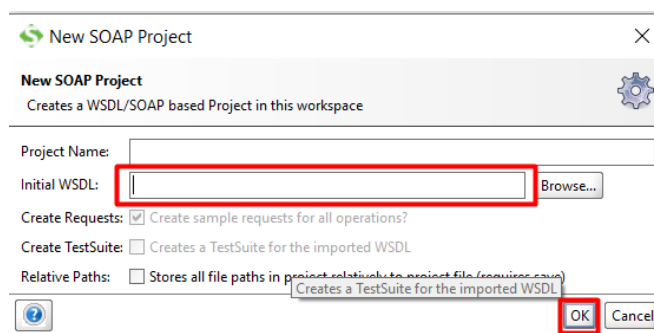 New SOAP Project
New SOAP Project
Creates a WSDL/SOAP based Project in this workspace
Project Name:
Initial WSDL:
Browse...
Create Requests: Create sample requests for all operations?
Create TestSuite: Creates a TestSuite for the imported WSDL
Relative Paths: Stores all file paths in project relatively to project file (requires save)
Creates a TestSuite for the imported WSDL
OK Cancel